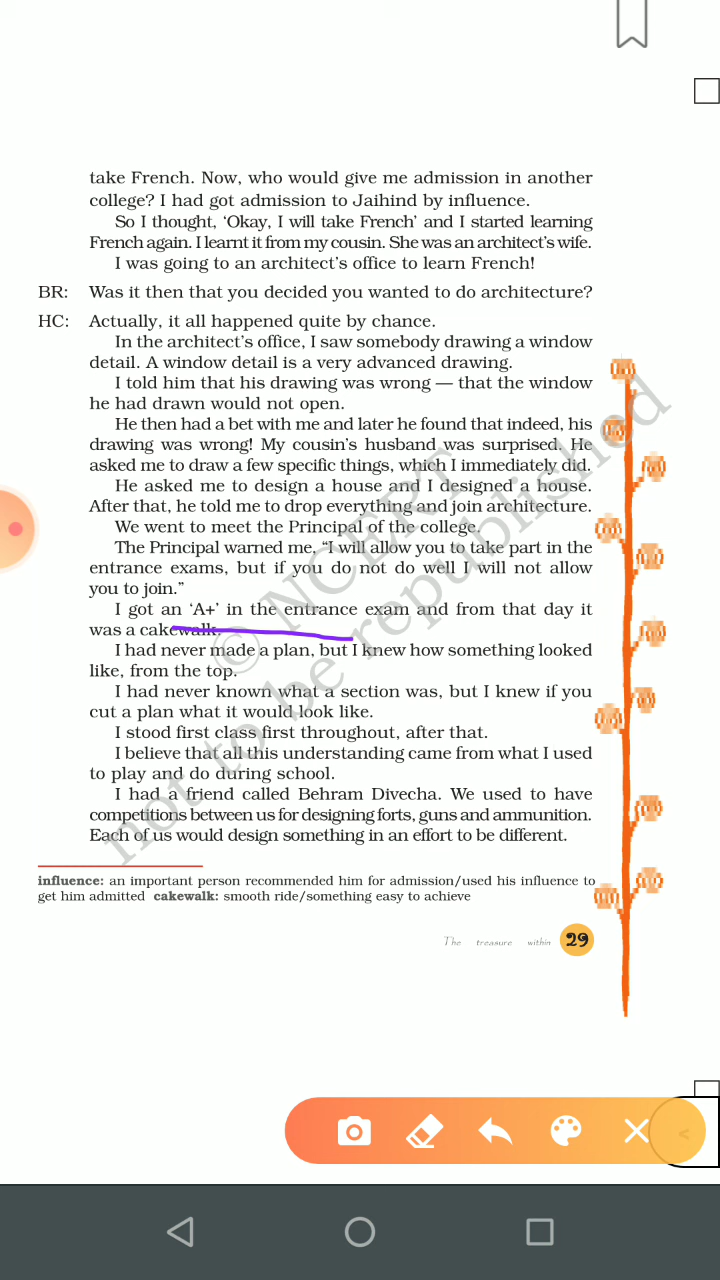 take French. Now, who would give me admission in another
college? I had got admission to Jaihind by influence.
So I thought, ‘Okay, I will take French’ and I started learning
French again. I learnt it from my cousin. She was an architect’s wife.
I was going to an architect’s office to learn French!
BR: Was it then that you decided you wanted to do architecture?
HC: Actually, it all happened quite by chance.
In the architect’s office, I saw somebody drawing a window
detail. A window detail is a very advanced drawing.
I told him that his drawing was wrong — that the window
he had drawn would not open.
He then had a bet with me and later he found that indeed, his
drawing was wrong! My cousin’s husband was surprised. He
asked me to draw a few specific things, which I immediately did.
He asked me to design a house and I designed a house.
After that, he told me to drop everything and join architecture.
We went to meet the Principal of the college.
The Principal warned me, “I will allow you to take part in the
entrance exams, but if you do not do well I will not allow
you to join.”
I got an ‘A+’ in the entrance exam and from that day it
was a cakewalk.
I had never made a plan, but I knew how something looked
like, from the top.
I had never known what a section was, but I knew if you
cut a plan what it would look like.
I stood first class first throughout, after that.
I believe that all this understanding came from what I used
to play and do during school.
I had a friend called Behram Divecha. We used to have
competitions between us for designing forts, guns and ammunition.
Each of us would design something in an effort to be different.
influence: an important person recommended him for admission/used his influence to
get him admitted cakewalk: smooth ride/something easy to achieve
The treasure within 29
© NCERT
not to be republished